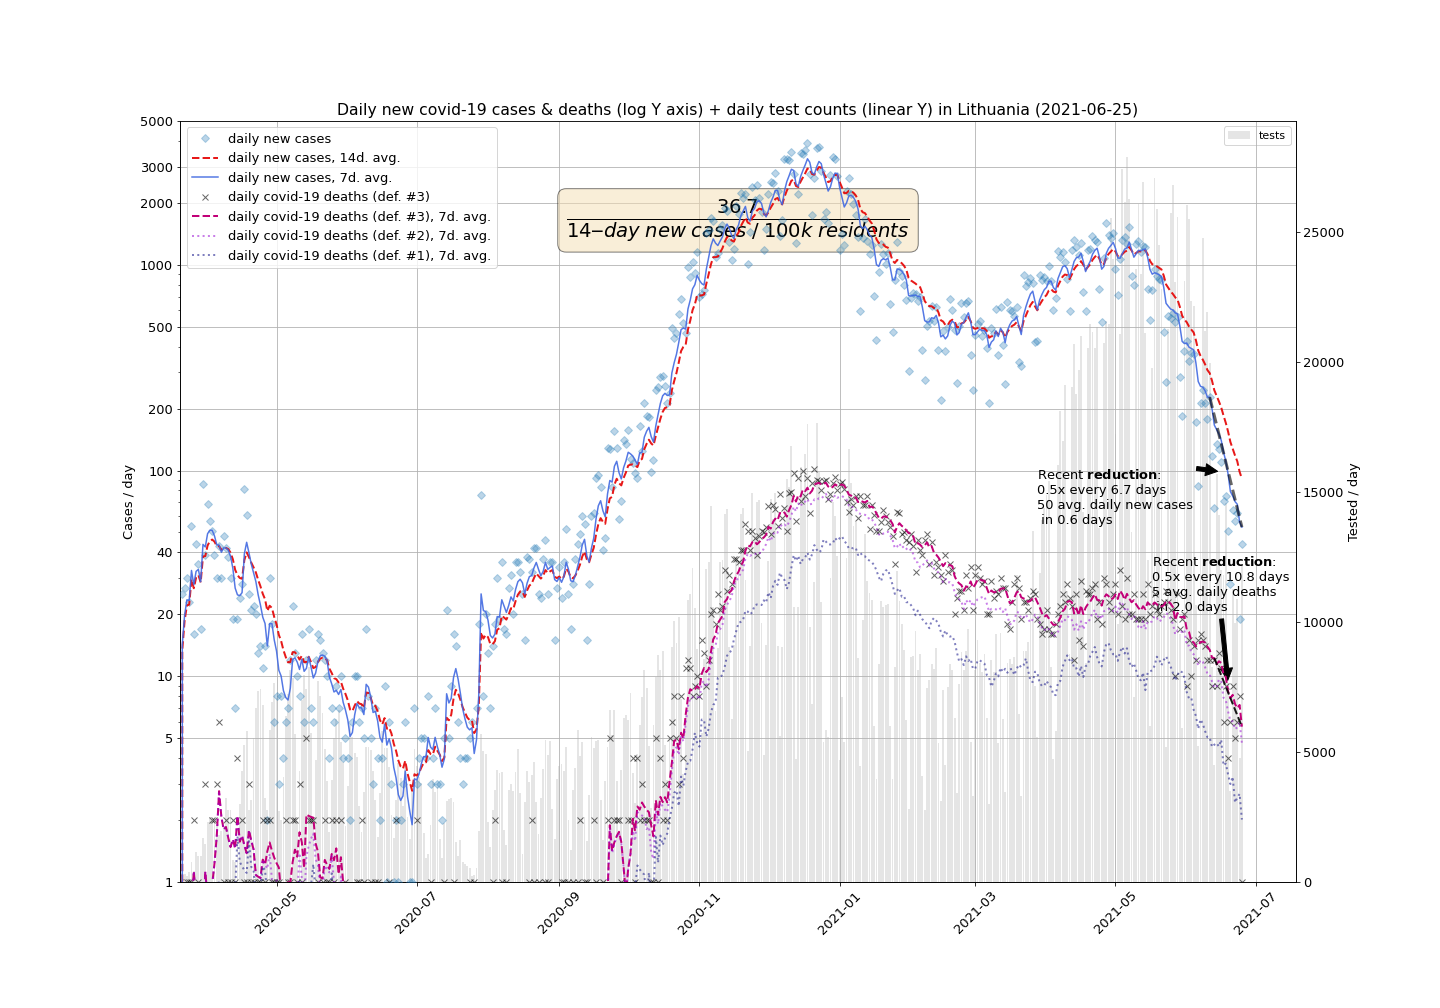 Daily new covid-19 cases & deaths (log Y axis) + daily test counts (linear Y) in Lithuania (2021-06-25)
daily new cases
daily new cases, 14d. avg.
daily new cases, 7d. avg.
daily covid-19 deaths (def. #3)
daily covid-19 deaths (def. #3), 7d. avg.
daily covid-19 deaths (def. #2), 7d. avg.
daily covid-19 deaths (def. #1), 7d. avg.
tests
36.7
14−day new cases / 100k residents
Recent reduction:
0.5x every 6.7 days
50 avg. daily new cases
in 0.6 days
Recent reduction:
0.5x every 10.8 days
5 avg. daily deaths
in 2.0 days
Cases / day
5000
3000
2000
1000
500
200
100
40
20
10
5
1
Tested / day
25000
20000
15000
10000
5000
0
2020-05
2020-07
2020-09
2020-11
2021-01
2021-03
2021-05
2021-07